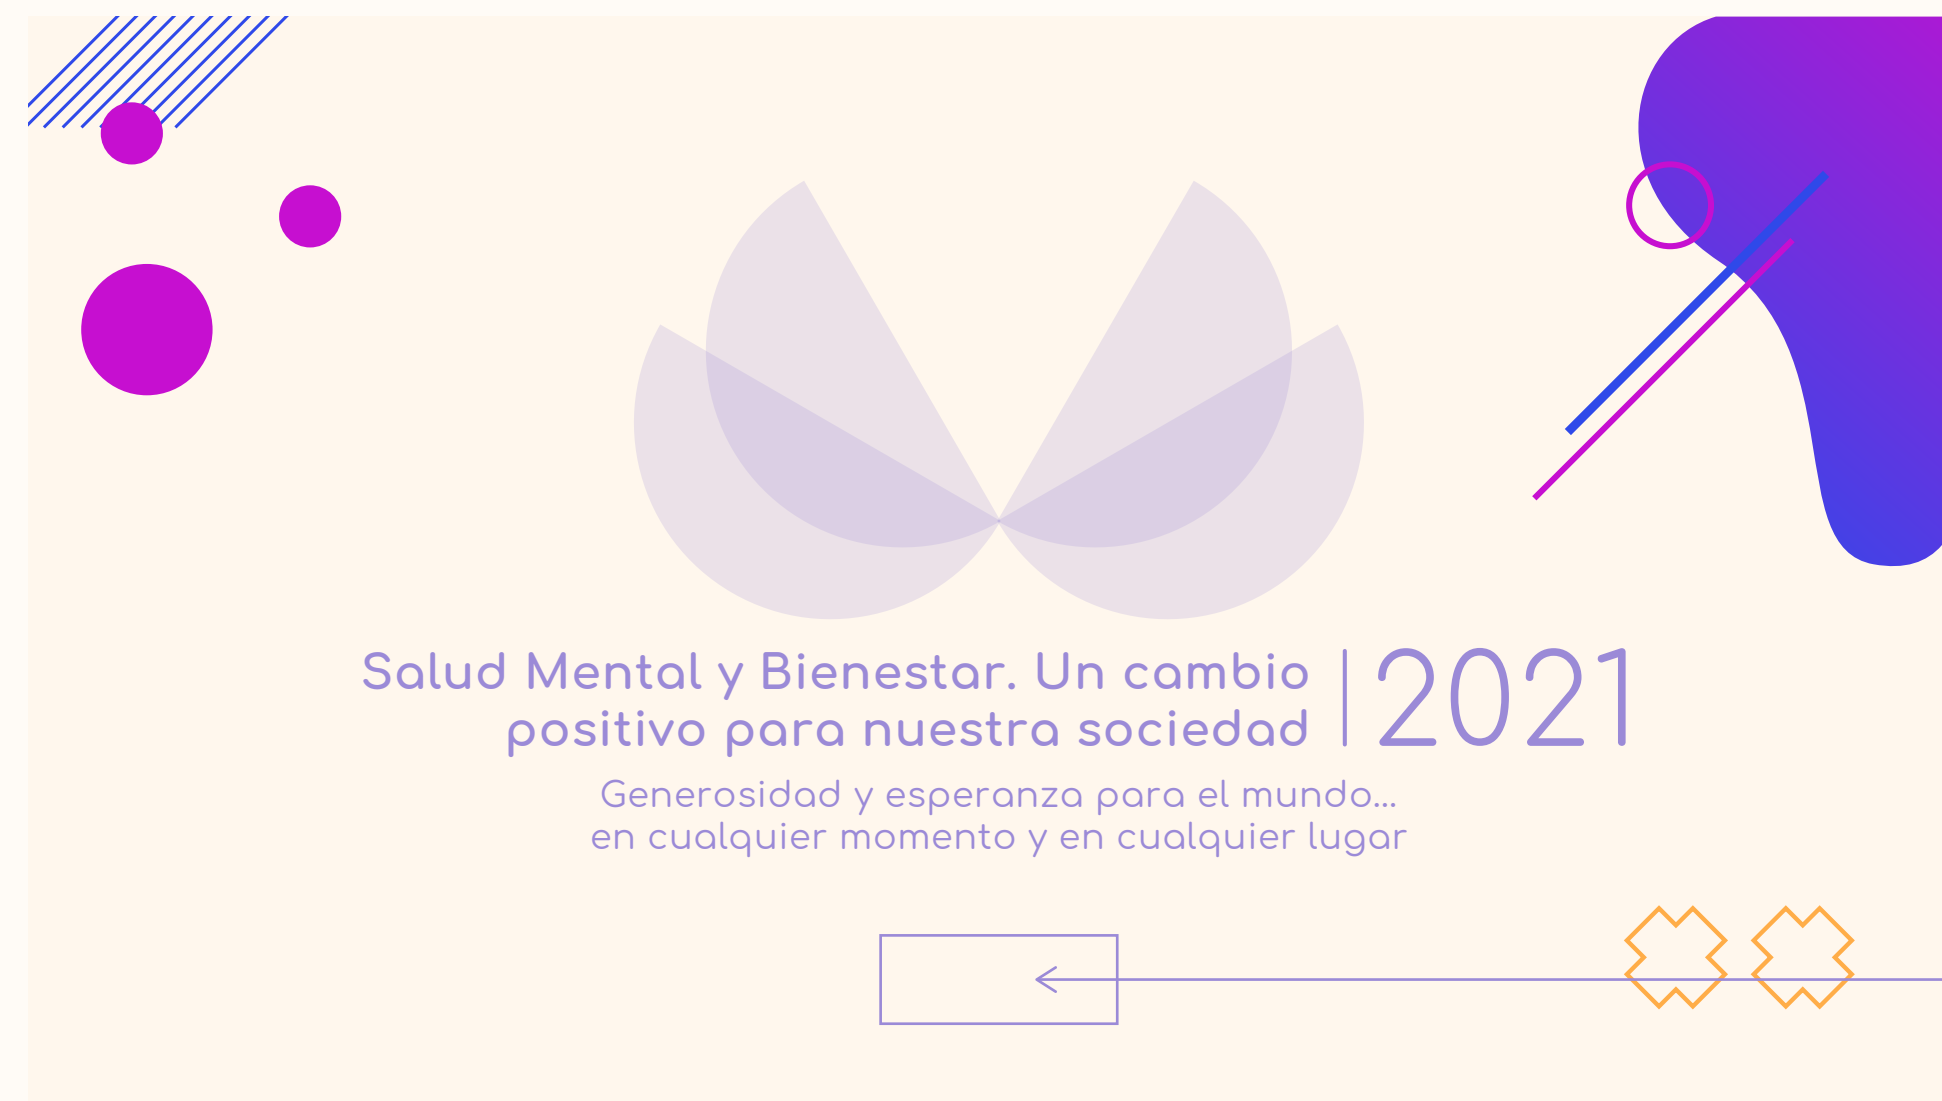 Salud Mental y Bienestar. Un cambio
positivo para nuestra sociedad
2021
Generosidad y esperanza para el mundo...
en cualquier momento y en cualquier lugar